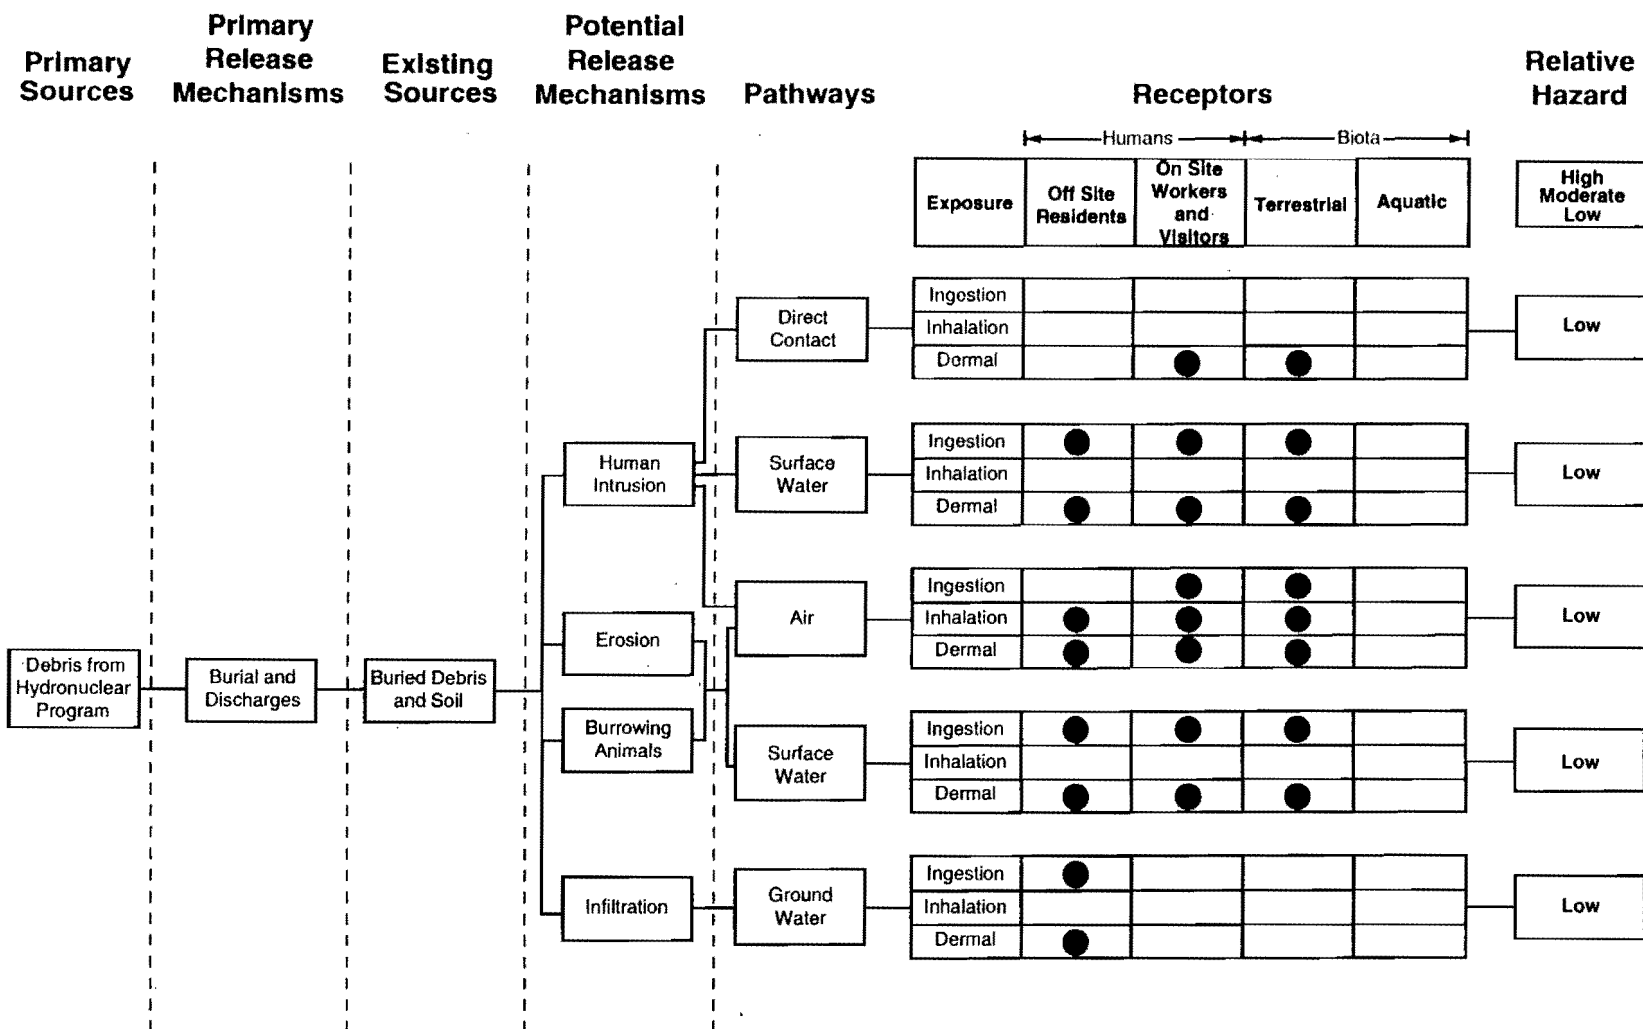 Primary
Sources
Primary
Release
Mechanisms
Existing
Sources
Potential
Release
Mechanisms
Pathways
Receptors
Relative
Hazard
Humans
Biota
Exposure
Off Site
Residents
On Site
Workers
and
Visitors
Terrestrial
Aquatic
High
Moderate
Low
Debris from
Hydronuclear
Program
Burial and
Discharges
Buried Debris
and Soil
Human
Intrusion
Erosion
Burrowing
Animals
Infiltration
Direct
Contact
Ingestion
Inhalation
Dermal
Low
Surface
Water
Ingestion
Inhalation
Dermal
Low
Air
Ingestion
Inhalation
Dermal
Low
Surface
Water
Ingestion
Inhalation
Dermal
Low
Ground
Water
Ingestion
Inhalation
Dermal
Low